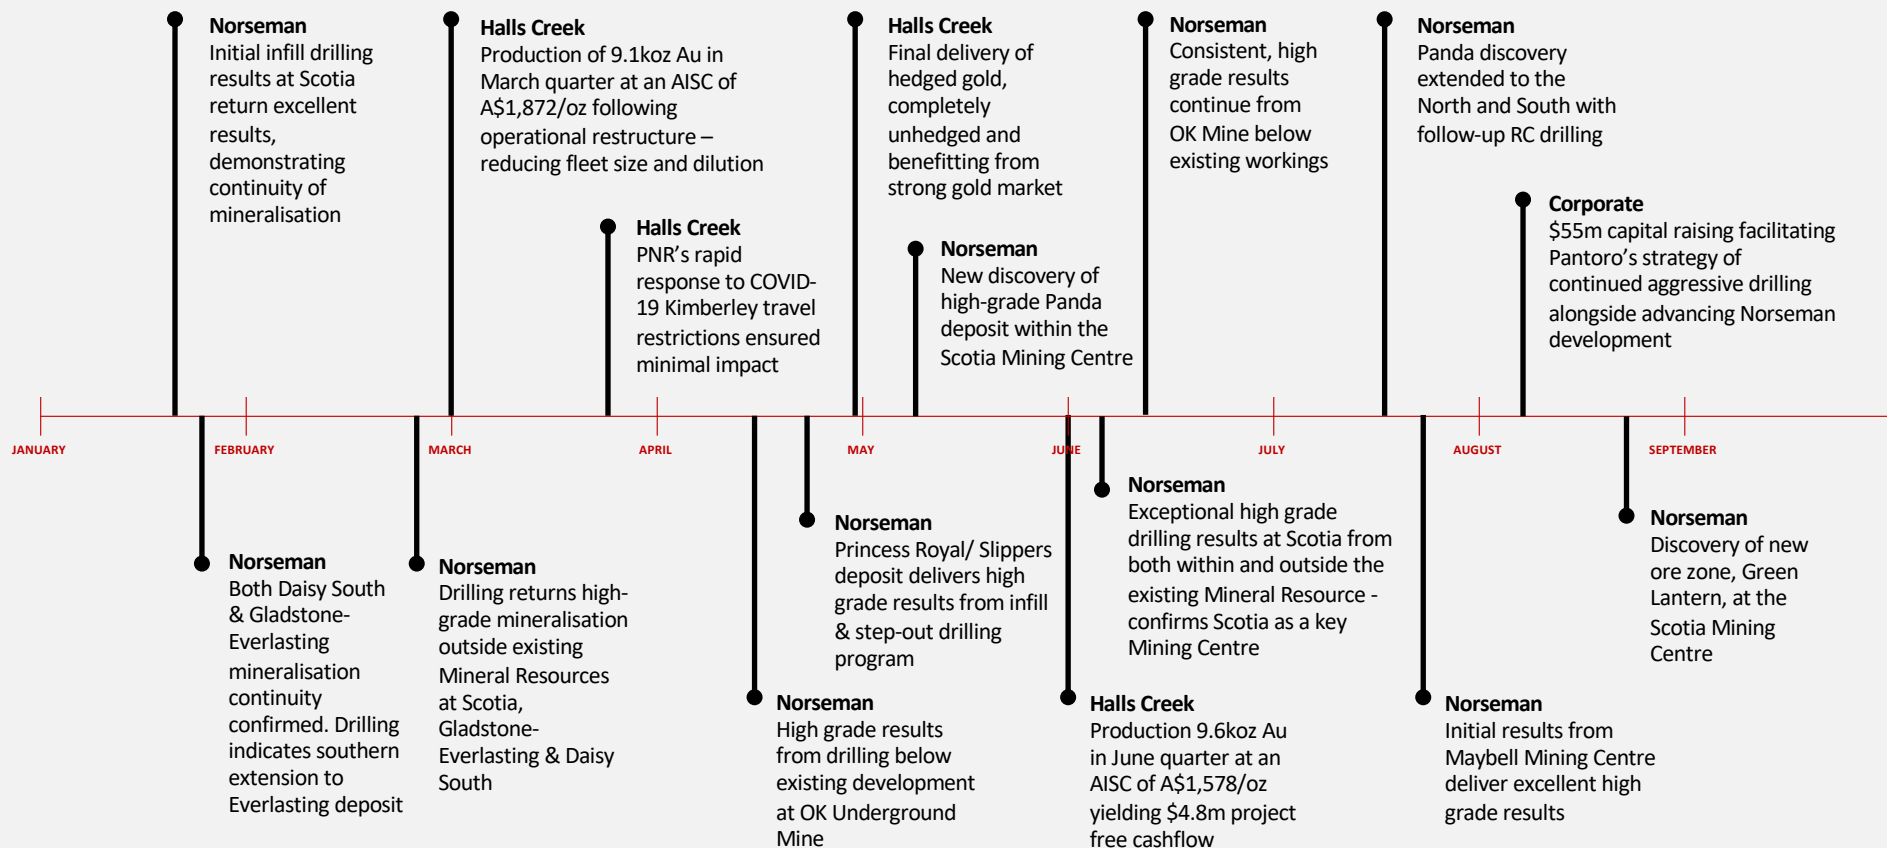 Norseman
Initial infill drilling
results at Scotia
return excellent
results,
demonstrating
continuity of
mineralisation
Halls Creek
Production of 9.1koz Au in
March quarter at an AISC of
A$1,872/oz following
operational restructure –
reducing fleet size and dilution
Halls Creek
PNR’s rapid
response to COVID-
19 Kimberley travel
restrictions ensured
minimal impact
Halls Creek
Final delivery of
hedged gold,
completely
unhedged and
benefitting from
strong gold market
Norseman
New discovery of
high-grade Panda
deposit within the
Scotia Mining Centre
Norseman
Consistent, high
grade results
continue from
OK Mine below
existing workings
Norseman
Panda discovery
extended to the
North and South with
follow-up RC drilling
Corporate
$55m capital raising facilitating
Pantoro’s strategy of
continued aggressive drilling
alongside advancing Norseman
development
JANUARY
FEBRUARY
MARCH
APRIL
MAY
JUNE
JULY
AUGUST
SEPTEMBER
Norseman
Both Daisy South
& Gladstone-
Everlasting
mineralisation
continuity
confirmed. Drilling
indicates southern
extension to
Everlasting deposit
Norseman
Drilling returns high-
grade mineralisation
outside existing
Mineral Resources
at Scotia,
Gladstone-
Everlasting & Daisy
South
Norseman
High grade results
from drilling below
existing development
at OK Underground
Mine
Norseman
Princess Royal/ Slippers
deposit delivers high
grade results from infill
& step-out drilling
program
Halls Creek
Production 9.6koz Au
in June quarter at an
AISC of A$1,578/oz
yielding $4.8m project
free cashflow
Norseman
Exceptional high grade
drilling results at Scotia from
both within and outside the
existing Mineral Resource -
confirms Scotia as a key
Mining Centre
Norseman
Initial results from
Maybell Mining Centre
deliver excellent high
grade results
Norseman
Discovery of new
ore zone, Green
Lantern, at the
Scotia Mining
Centre